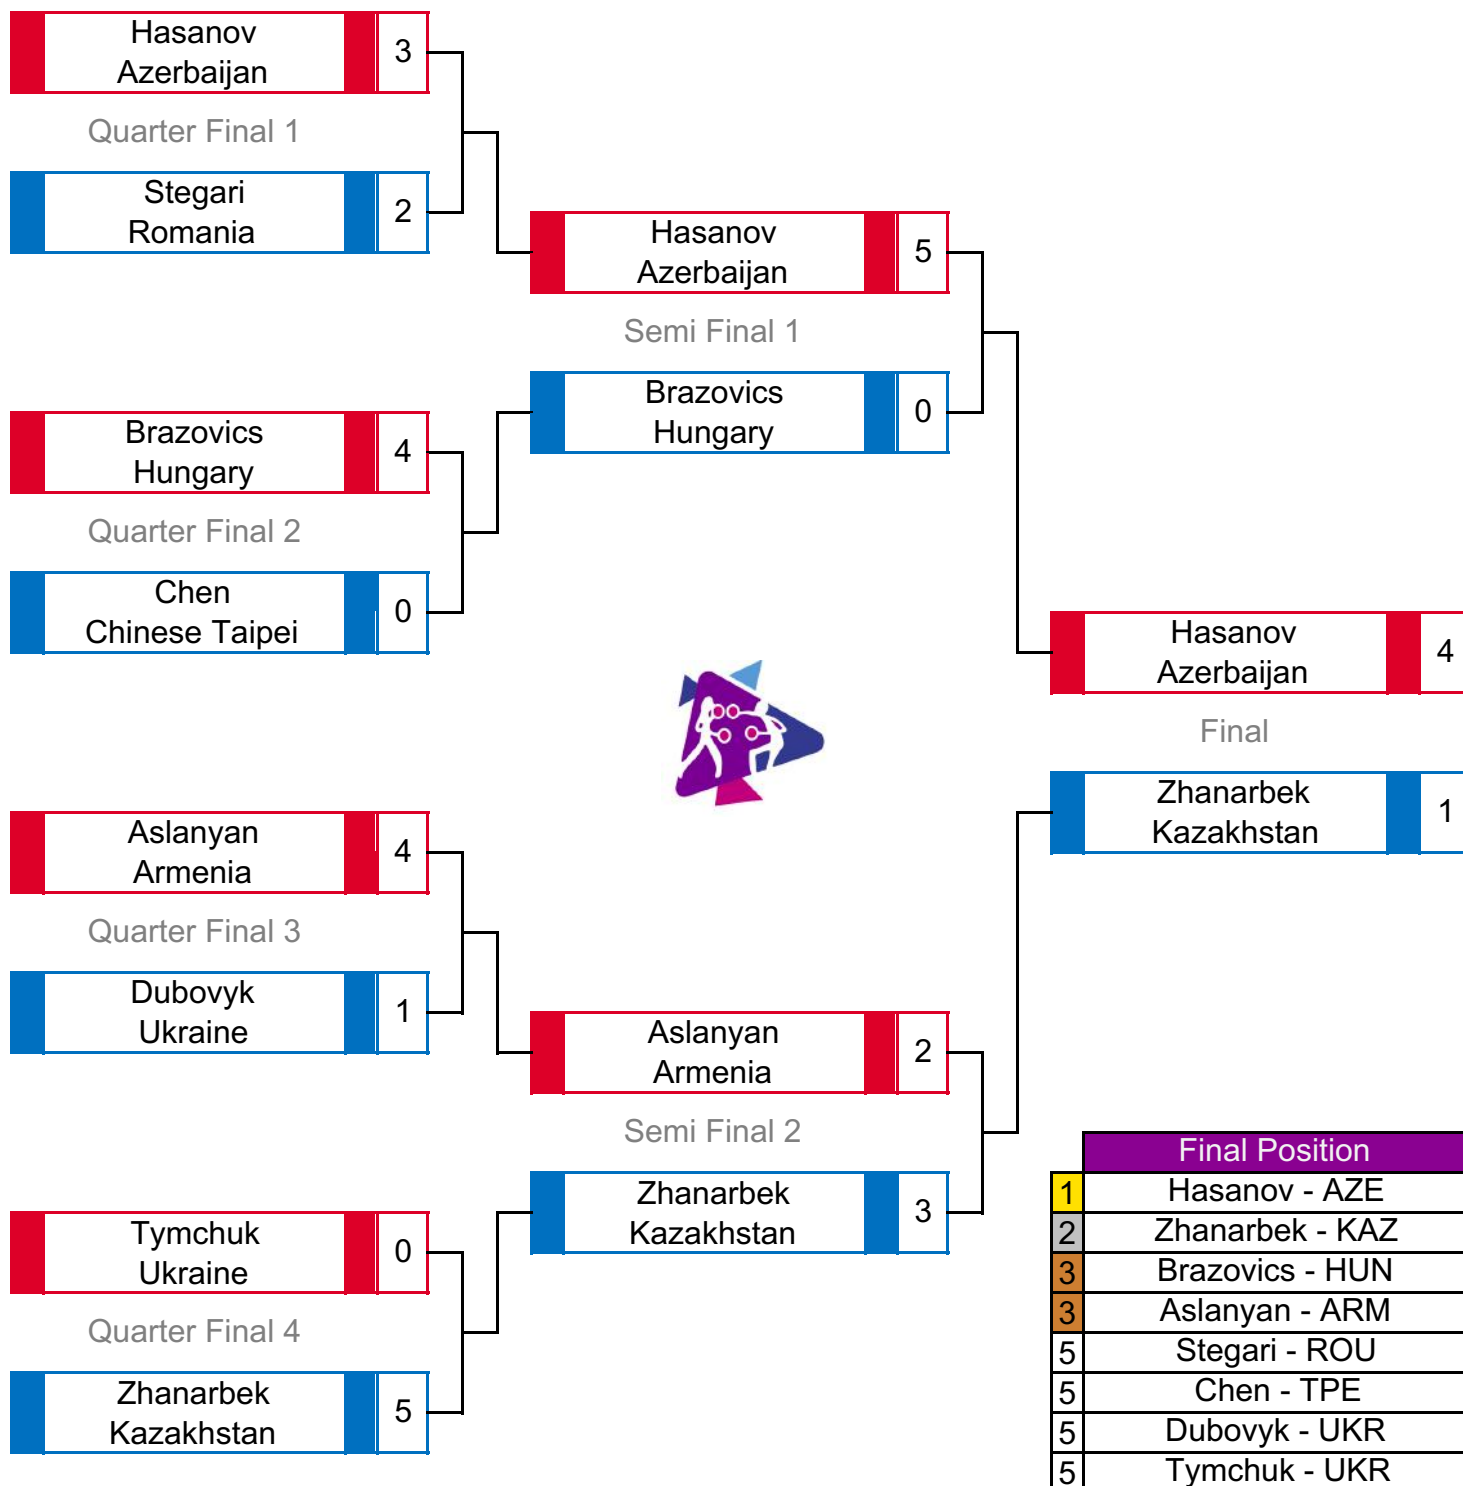 Hasanov
Azerbaijan
3
Quarter Final 1
Stegari
Romania
2
Brazovics
Hungary
4
Quarter Final 2
Chen
Chinese Taipei
0
Aslanyan
Armenia
4
Quarter Final 3
Dubovyk
Ukraine
1
Tymchuk
Ukraine
0
Quarter Final 4
Zhanarbek
Kazakhstan
5
Hasanov
Azerbaijan
5
Semi Final 1
Brazovics
Hungary
0
Aslanyan
Armenia
2
Semi Final 2
Zhanarbek
Kazakhstan
3
Hasanov
Azerbaijan
4
Final
Zhanarbek
Kazakhstan
1
Final Position
1 Hasanov - AZE
2 Zhanarbek - KAZ
3 Brazovics - HUN
3 Aslanyan - ARM
5 Stegari - ROU
5 Chen - TPE
5 Dubovyk - UKR
5 Tymchuk - UKR